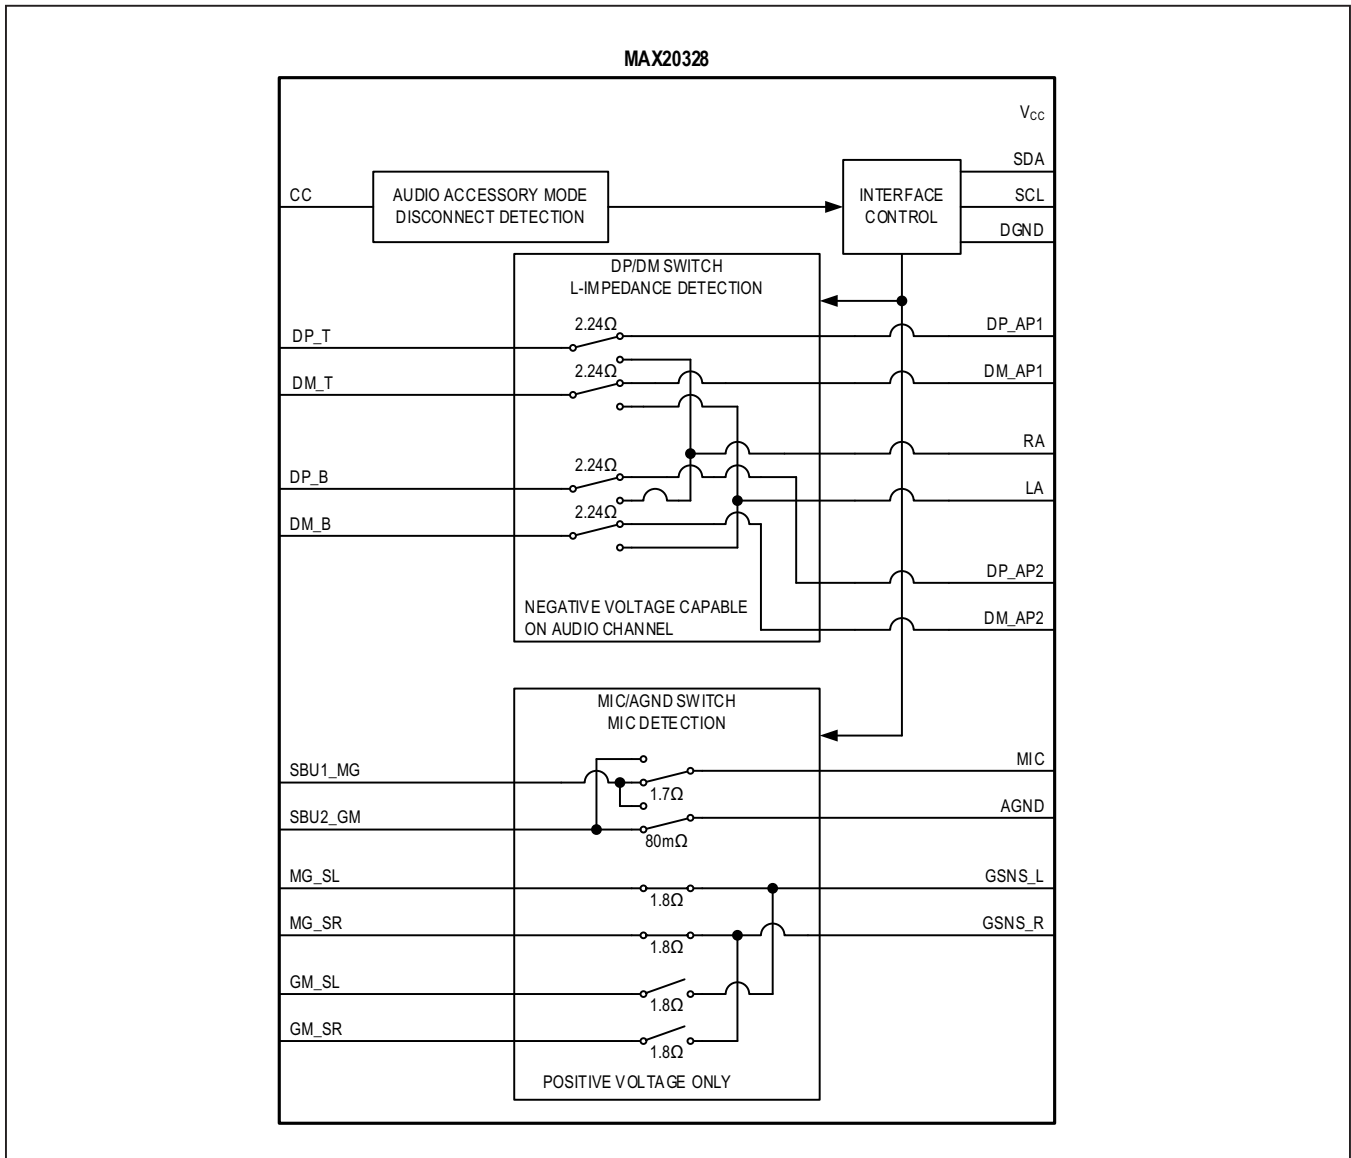 MAX20328
VCC
SDA
CC
AUDIO ACCESSORY MODE
DISCONNECT DETECTION
INTERFACE
CONTROL
SCL
DGND
DP/DM SWITCH
L-IMPEDANCE DETECTION
DP_T
2.24Ω
DP_AP1
DM_T
2.24Ω
DM_AP1
RA
DP_B
2.24Ω
LA
DM_B
2.24Ω
DP_AP2
NEGATIVE VOLTAGE CAPABLE
ON AUDIO CHANNEL
DM_AP2
MIC/AGND SWITCH
MIC DETECTION
SBU1_MG
1.7Ω
MIC
SBU2_GM
80mΩ
AGND
MG_SL
1.8Ω
GSNS_L
MG_SR
1.8Ω
GSNS_R
GM_SL
1.8Ω
GM_SR
1.8Ω
POSITIVE VOLTAGE ONLY